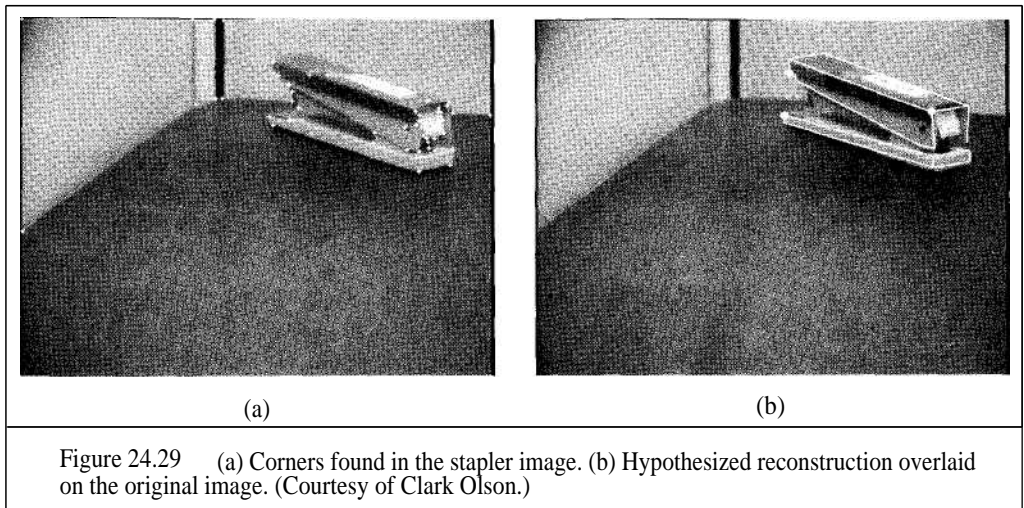 (a)
(b)
Figure 24.29 (a) Corners found in the stapler image. (b) Hypothesized reconstruction overlaid
on the original image. (Courtesy of Clark Olson.)